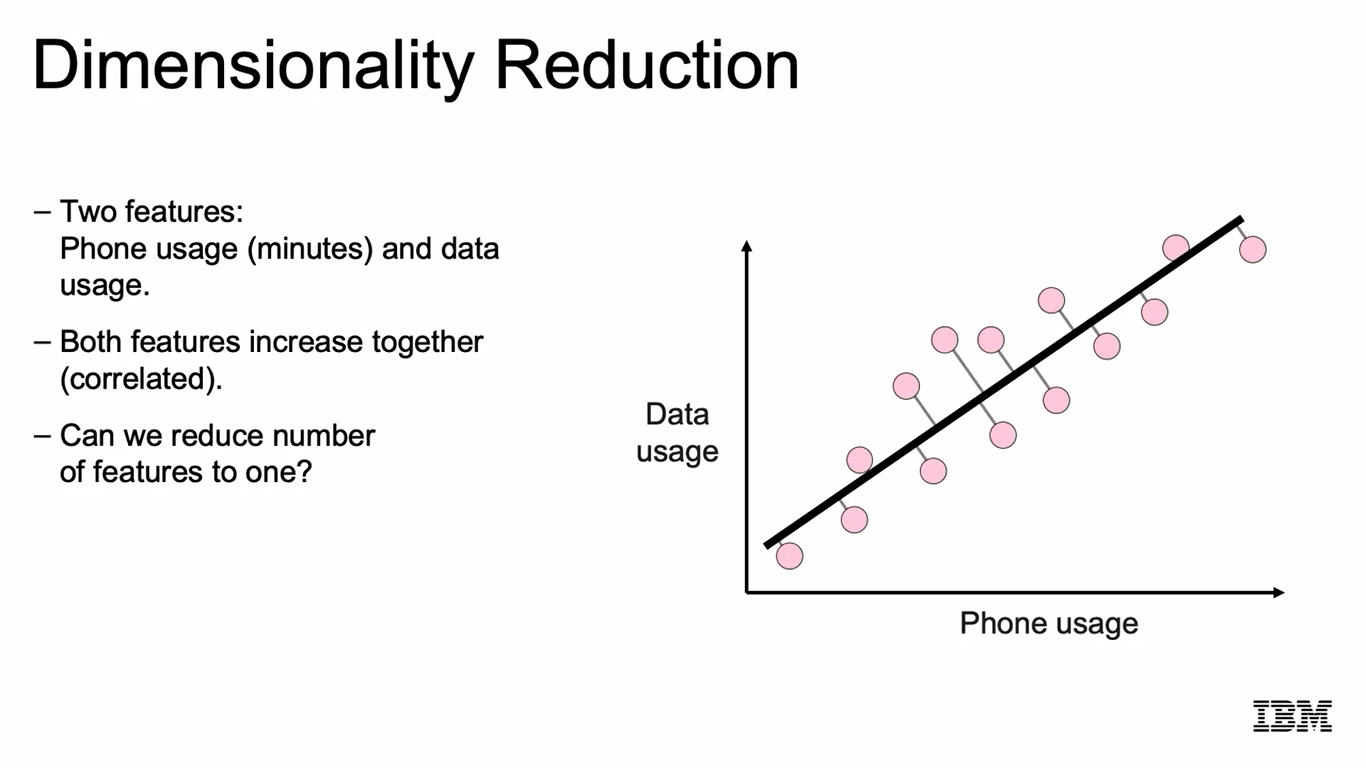 Dimensionality Reduction
– Two features:
Phone usage (minutes) and data
usage.
– Both features increase together
(correlated).
– Can we reduce number
of features to one?
Data
usage
Phone usage
IBM